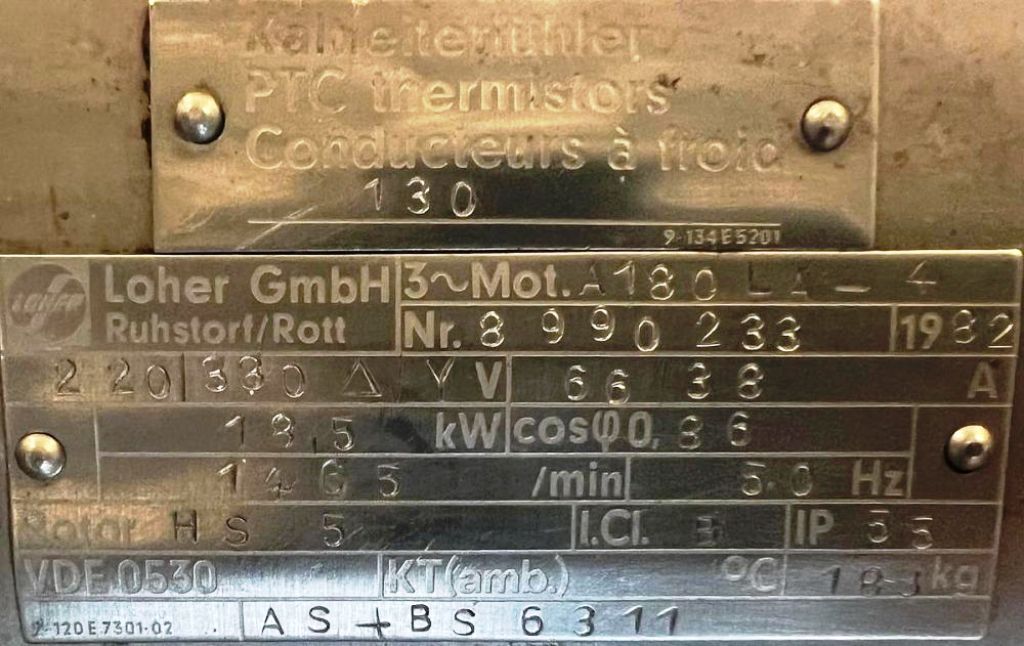 Kaltleiterfühler
PTC thermistors
Conducteurs à froid
130
9-134E5201
LOHER Loher GmbH 3~Mot. A180 LA - 4
Ruhstorf/Rott Nr. 8 990 233 1982
220 330 Δ Y V 66 38 A
18,5 kW cosφ 0,86
1465 /min 50 Hz
Rotor HS 5 I.Cl. IP 55
VDE 0530 KT(amb.) °C kg
9-120E7301-02 AS + BS 6311